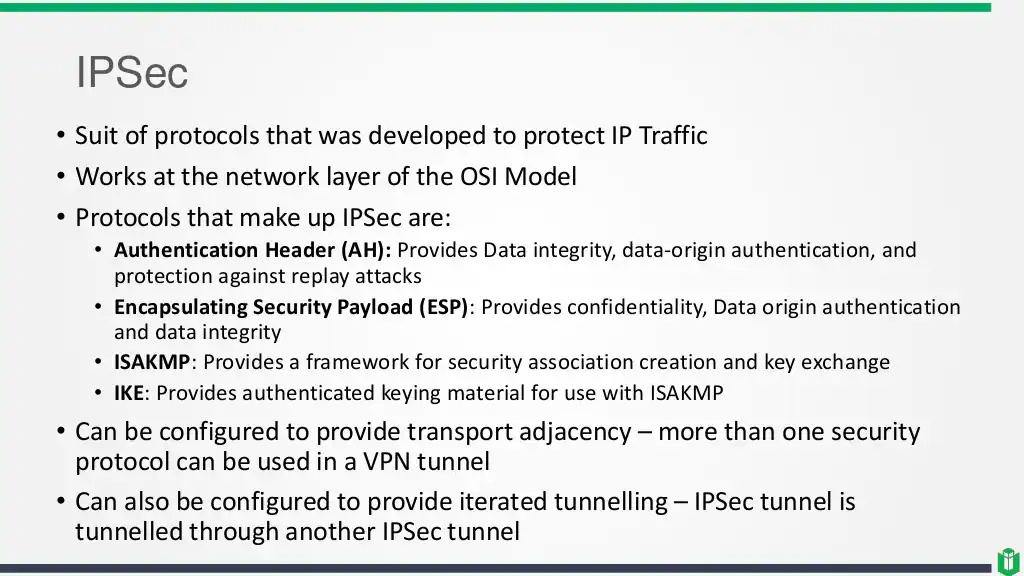 IPSec
• Suit of protocols that was developed to protect IP Traffic
• Works at the network layer of the OSI Model
• Protocols that make up IPSec are:
• Authentication Header (AH): Provides Data integrity, data-origin authentication, and
protection against replay attacks
• Encapsulating Security Payload (ESP): Provides confidentiality, Data origin authentication
and data integrity
• ISAKMP: Provides a framework for security association creation and key exchange
• IKE: Provides authenticated keying material for use with ISAKMP
• Can be configured to provide transport adjacency – more than one security
protocol can be used in a VPN tunnel
• Can also be configured to provide iterated tunnelling – IPSec tunnel is
tunnelled through another IPSec tunnel